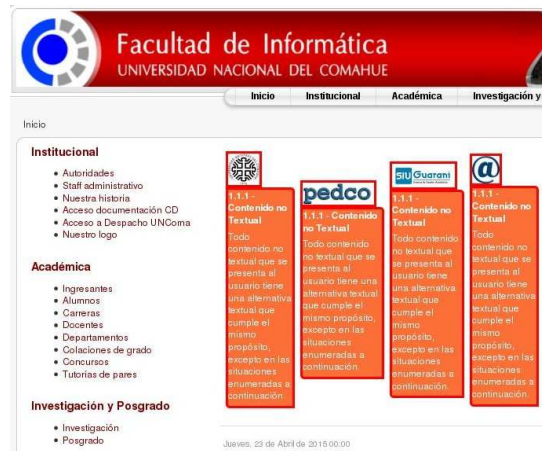 Facultad de Informática
UNIVERSIDAD NACIONAL DEL COMAHUE
Inicio Institucional Académica Investigación y
Inicio
Institucional
Autoridades
Staff administrativo
Nuestra historia
Acceso documentación CD
Acceso a Despacho UNComa
Nuestro logo
Académica
Ingresantes
Alumnos
Carreras
Docentes
Departamentos
Colaciones de grado
Concursos
Tutorías de pares
Investigación y Posgrado
Investigación
Posgrado
1.1.1 -
Contenido no
Textual
Todo
contenido no
textual que se
presenta al
usuario tiene
una alternativa
textual que
cumple el
mismo
propósito,
excepto en las
situaciones
enumeradas a
continuación.
pedco
1.1.1 - Contenido
no Textual
Todo contenido
no textual que se
presenta al
usuario tiene una
alternativa textual
que cumple el
mismo propósito,
excepto en las
situaciones
enumeradas a
continuación.
SIU Guaraní
1.1.1 -
Contenido no
Textual
Todo contenido
no textual que
se presenta al
usuario tiene
una alternativa
textual que
cumple el
mismo
propósito,
excepto en las
situaciones
enumeradas a
continuación.
@
1.1.1 -
Contenido no
Textual
Todo
contenido no
textual que se
presenta al
usuario tiene
una alternativa
textual que
cumple el
mismo
propósito,
excepto en las
situaciones
enumeradas a
continuación.
Jueves, 23 de Abril de 2015 00:00